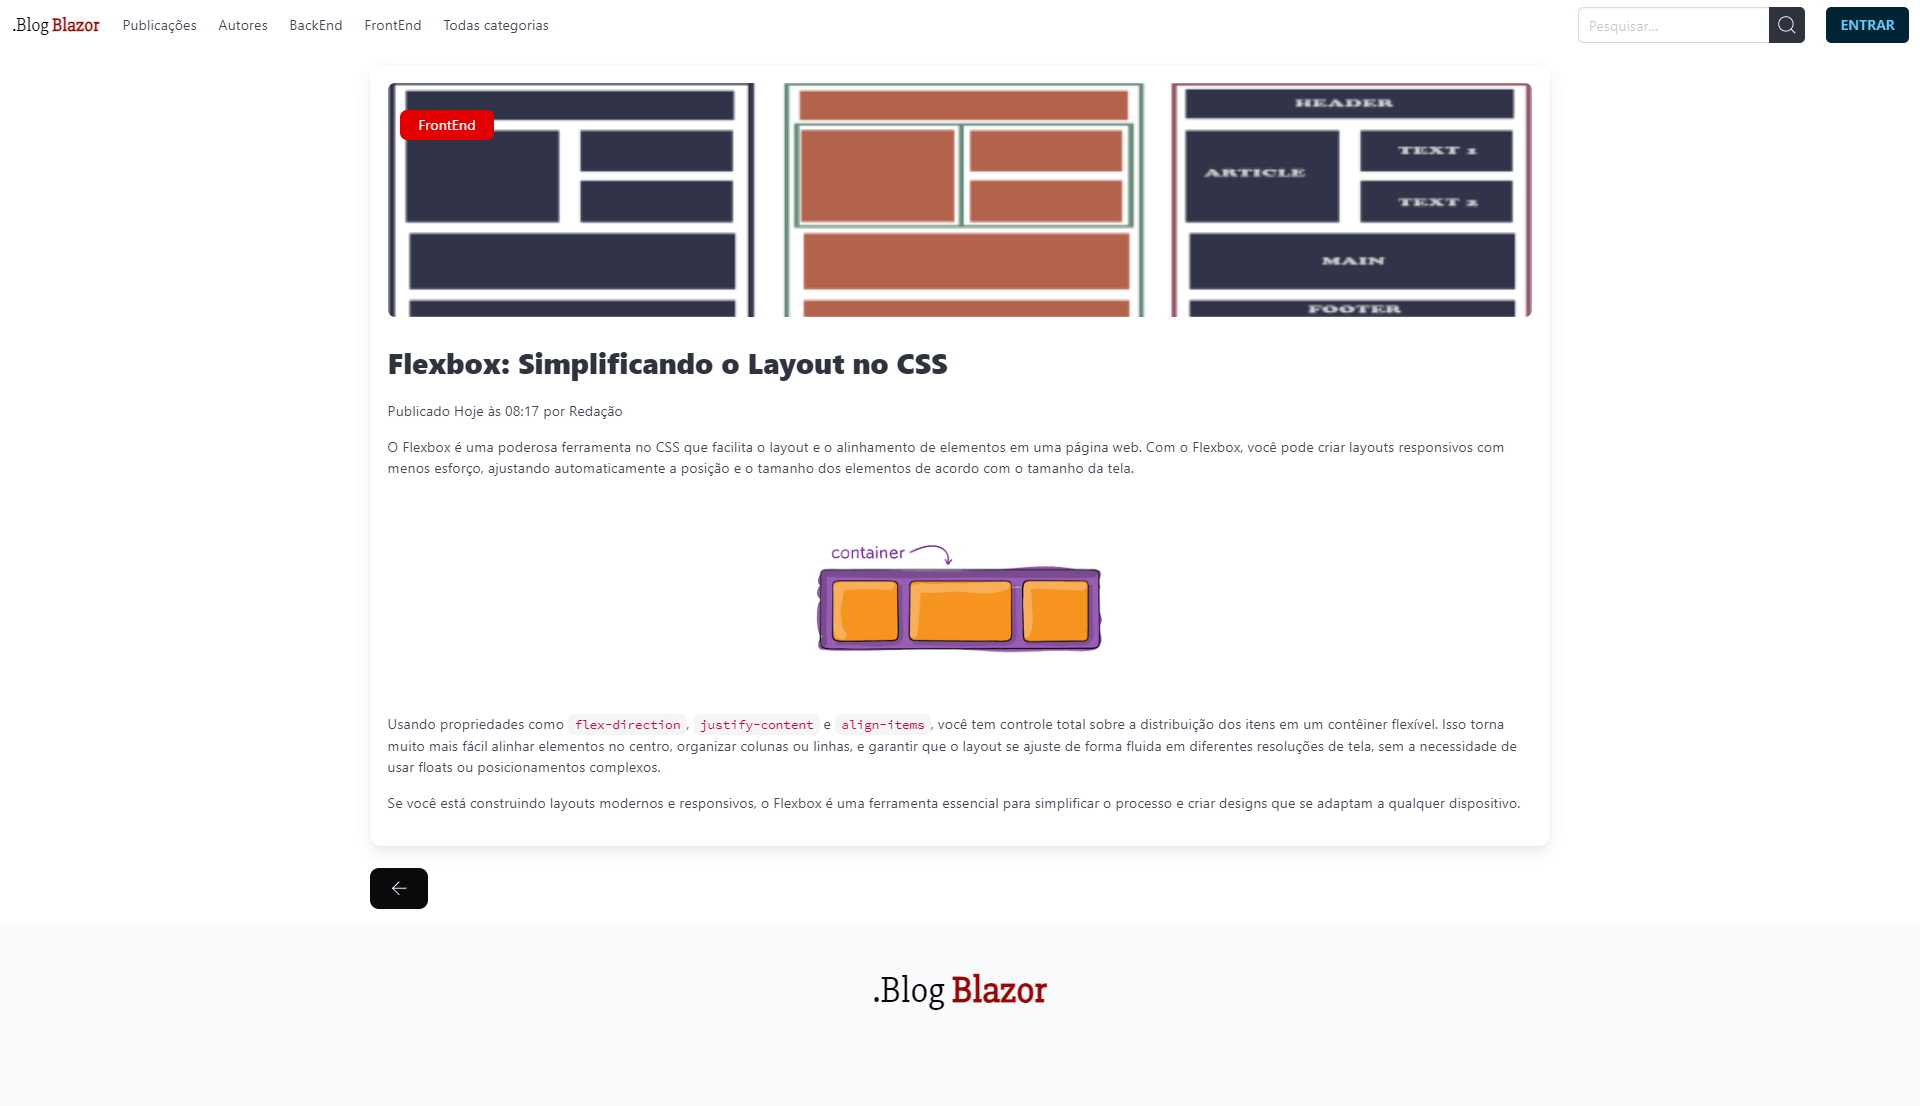 .Blog Blazor Publicações Autores BackEnd FrontEnd Todas categorias Pesquisar... ENTRAR
HEADER
FrontEnd
TEXT 1
ARTICLE
TEXT 2
MAIN
FOOTER
Flexbox: Simplificando o Layout no CSS
Publicado Hoje às 08:17 por Redação
O Flexbox é uma poderosa ferramenta no CSS que facilita o layout e o alinhamento de elementos em uma página web. Com o Flexbox, você pode criar layouts responsivos com
menos esforço, ajustando automaticamente a posição e o tamanho dos elementos de acordo com o tamanho da tela.
container
Usando propriedades como flex-direction, justify-content e align-items, você tem controle total sobre a distribuição dos itens em um contêiner flexível. Isso torna
muito mais fácil alinhar elementos no centro, organizar colunas ou linhas, e garantir que o layout se ajuste de forma fluida em diferentes resoluções de tela, sem a necessidade de
usar floats ou posicionamentos complexos.
Se você está construindo layouts modernos e responsivos, o Flexbox é uma ferramenta essencial para simplificar o processo e criar designs que se adaptam a qualquer dispositivo.
.Blog Blazor